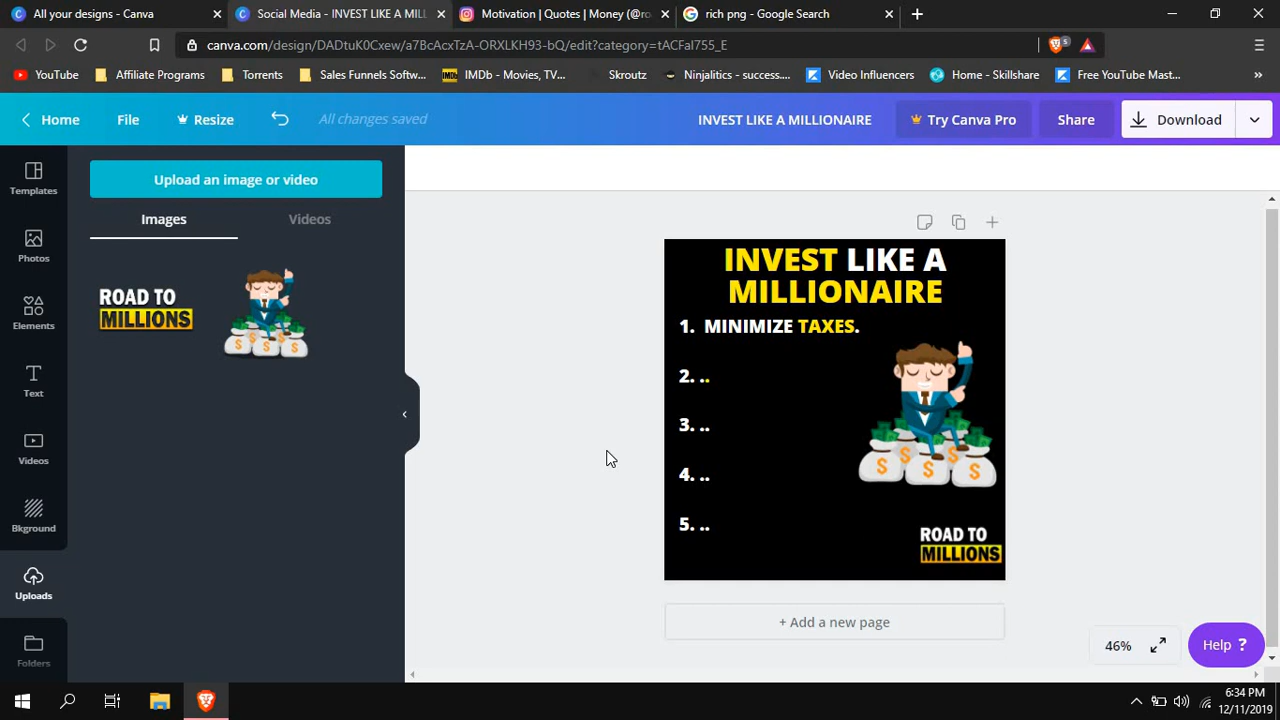 All your designs - Canva
Social Media - INVEST LIKE A MILL
Motivation | Quotes | Money (@ro
rich png - Google Search
canva.com/design/DADtuK0Cxew/a7BcAcxTzA-ORXLKH93-bQ/edit?category=tACFal755_E
5
YouTube
Affiliate Programs
Torrents
Sales Funnels Softw...
IMDb
IMDb - Movies, TV...
Skroutz
Ninjalitics - success....
Video Influencers
Home - Skillshare
Free YouTube Mast...
Home
File
Resize
All changes saved
INVEST LIKE A MILLIONAIRE
Try Canva Pro
Share
Download
Templates
Photos
Elements
Text
Videos
Bkground
Uploads
Folders
Upload an image or video
Images
Videos
ROAD TO
MILLIONS
INVEST LIKE A
MILLIONAIRE
1. MINIMIZE TAXES.
2. ..
3. ..
4. ..
5. ..
ROAD TO
MILLIONS
+ Add a new page
46%
Help ?
6:34 PM
12/11/2019